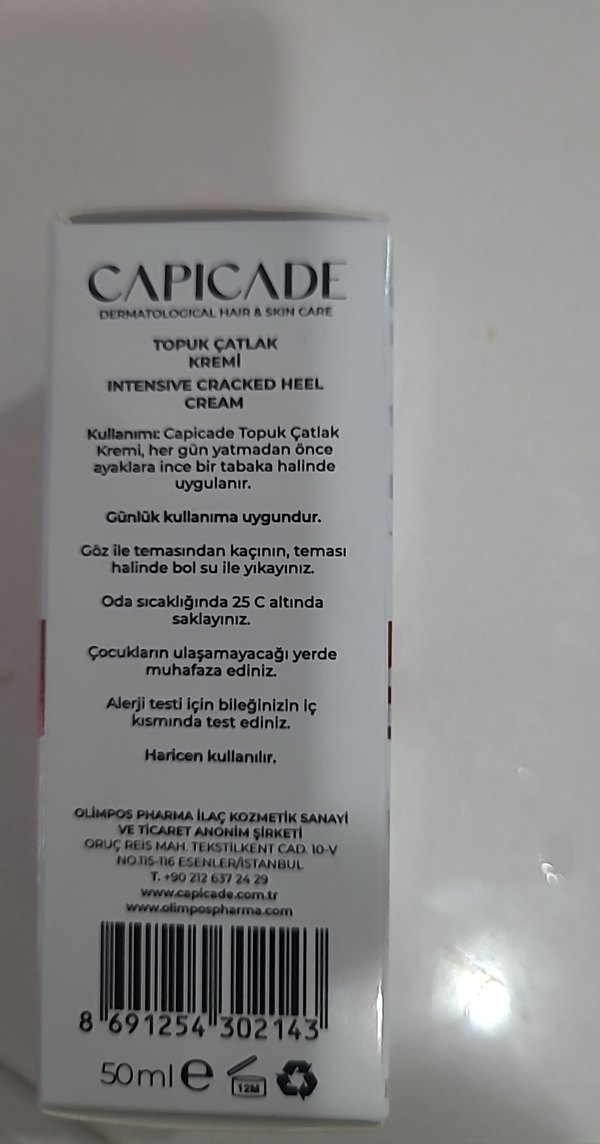 CAPICADE
DERMATOLOGICAL HAIR & SKIN CARE
TOPUK ÇATLAK
KREMİ
INTENSIVE CRACKED HEEL
CREAM
Kullanımı: Capicade Topuk Çatlak
Kremi, her gün yatmadan önce
ayaklara ince bir tabaka halinde
uygulanır.
Günlük kullanıma uygundur.
Göz ile temasından kaçının, teması
halinde bol su ile yıkayınız.
Oda sıcaklığında 25 C altında
saklayınız.
Çocukların ulaşamayacağı yerde
muhafaza ediniz.
Alerji testi için bileğinizin iç
kısmında test ediniz.
Haricen kullanılır.
OLİMPOS PHARMA İLAÇ KOZMETİK SANAYİ
VE TİCARET ANONİM ŞİRKETİ
ORUÇ REİS MAH. TEKSTİLKENT CAD. 10-V
NO.115-116 ESENLER/İSTANBUL
T. +90 212 637 24 29
www.capicade.com.tr
www.olimpospharma.com
8 691254 302143
50 ml e 12M